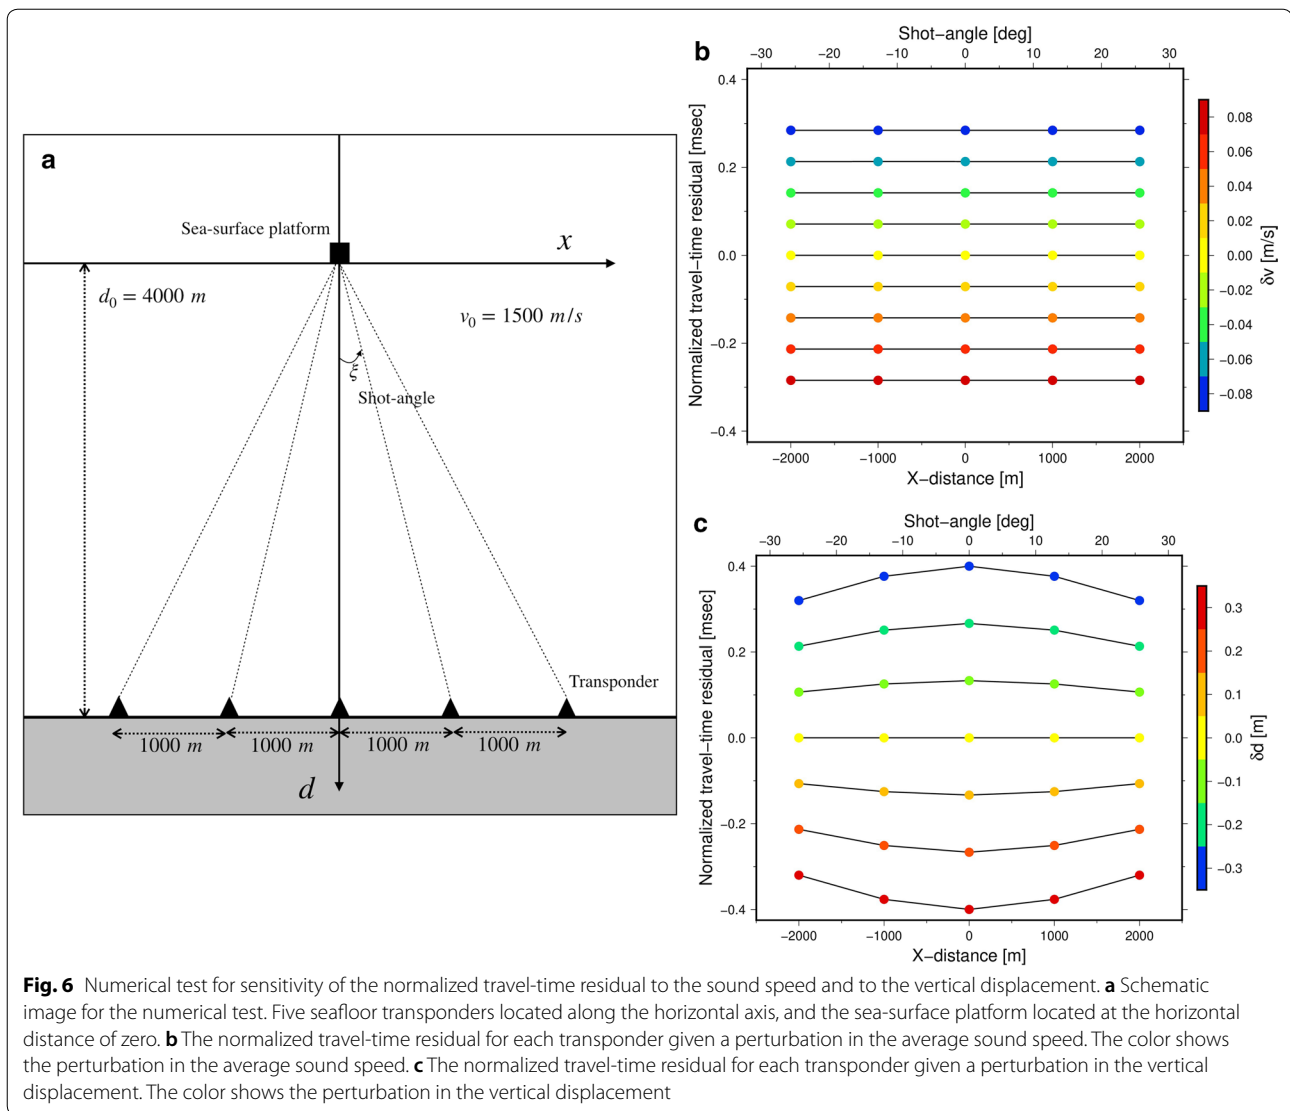 a
Sea-surface platform
x
d0 = 4000 m
v0 = 1500 m/s
ξ
Shot-angle
Transponder
1000 m 1000 m 1000 m 1000 m
d
b
Shot−angle [deg]
−30 −20 −10 0 10 20 30
Normalized travel−time residual [msec]
0.4
0.2
0.0
−0.2
−0.4
−2000 −1000 0 1000 2000
X−distance [m]
0.08
0.06
0.04
0.02
0.00
−0.02
−0.04
−0.06
−0.08
δv [m/s]
c
Shot−angle [deg]
−30 −20 −10 0 10 20 30
Normalized travel−time residual [msec]
0.4
0.2
0.0
−0.2
−0.4
−2000 −1000 0 1000 2000
X−distance [m]
0.3
0.2
0.1
0.0
−0.1
−0.2
−0.3
δd [m]
Fig. 6 Numerical test for sensitivity of the normalized travel-time residual to the sound speed and to the vertical displacement. a Schematic
image for the numerical test. Five seafloor transponders located along the horizontal axis, and the sea-surface platform located at the horizontal
distance of zero. b The normalized travel-time residual for each transponder given a perturbation in the average sound speed. The color shows
the perturbation in the average sound speed. c The normalized travel-time residual for each transponder given a perturbation in the vertical
displacement. The color shows the perturbation in the vertical displacement